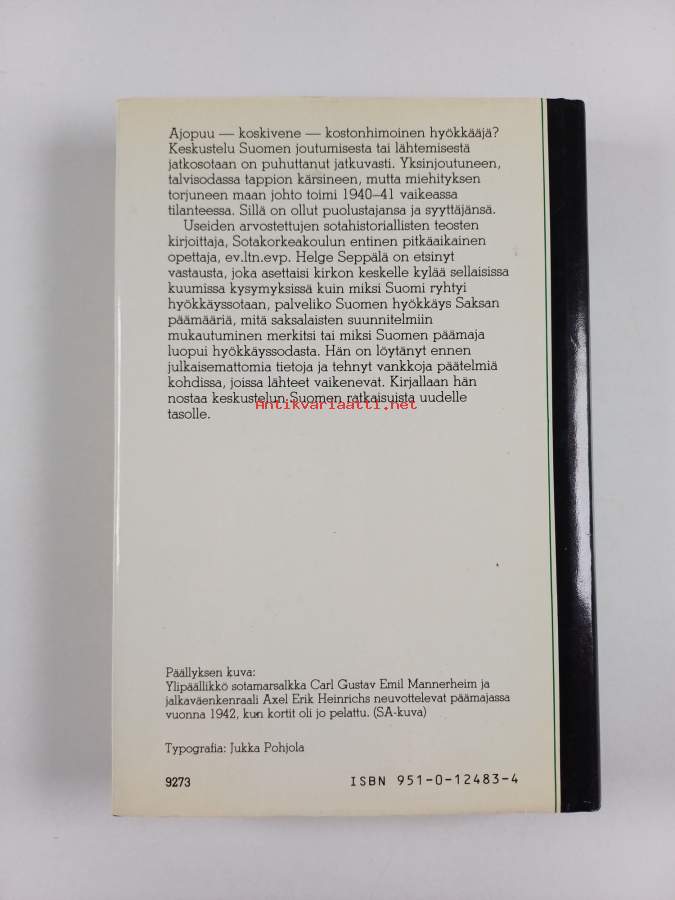 Ajopuu — koskivene — kostonhimoinen hyökkääjä?
Keskustelu Suomen joutumisesta tai lähtemisestä
jatkosotaan on puhuttanut jatkuvasti. Yksinjoutuneen,
talvisodassa tappion kärsineen, mutta miehityksen
torjuneen maan johto toimi 1940–41 vaikeassa
tilanteessa. Sillä on ollut puolustajansa ja syyttäjänsä.
Useiden arvostettujen sotahistoriallisten teosten
kirjoittaja, Sotakorkeakoulun entinen pitkäaikainen
opettaja, ev.ltn.evp. Helge Seppälä on etsinyt
vastausta, joka asettaisi kirkon keskelle kylää sellaisissa
kuumissa kysymyksissä kuin miksi Suomi ryhtyi
hyökkäyssotaan, palveliko Suomen hyökkäys Saksan
päämääriä, mitä saksalaisten suunnitelmiin
mukautuminen merkitsi tai miksi Suomen päämaja
luopui hyökkäyssodasta. Hän on löytänyt ennen
julkaisemattomia tietoja ja tehnyt vankkoja päätelmiä
kohdissa, joissa lähteet vaikenevat. Kirjallaan hän
nostaa keskustelun Suomen ratkaisuista uudelle
Antikvariaatti.net
tasolle.
Päällyksen kuva:
Ylipäällikkö sotamarsalkka Carl Gustav Emil Mannerheim ja
jalkaväenkenraali Axel Erik Heinrichs neuvottelevat päämajassa
vuonna 1942, kun kortit oli jo pelattu. (SA-kuva)
Typografia: Jukka Pohjola
9273 ISBN 951-0-12483-4